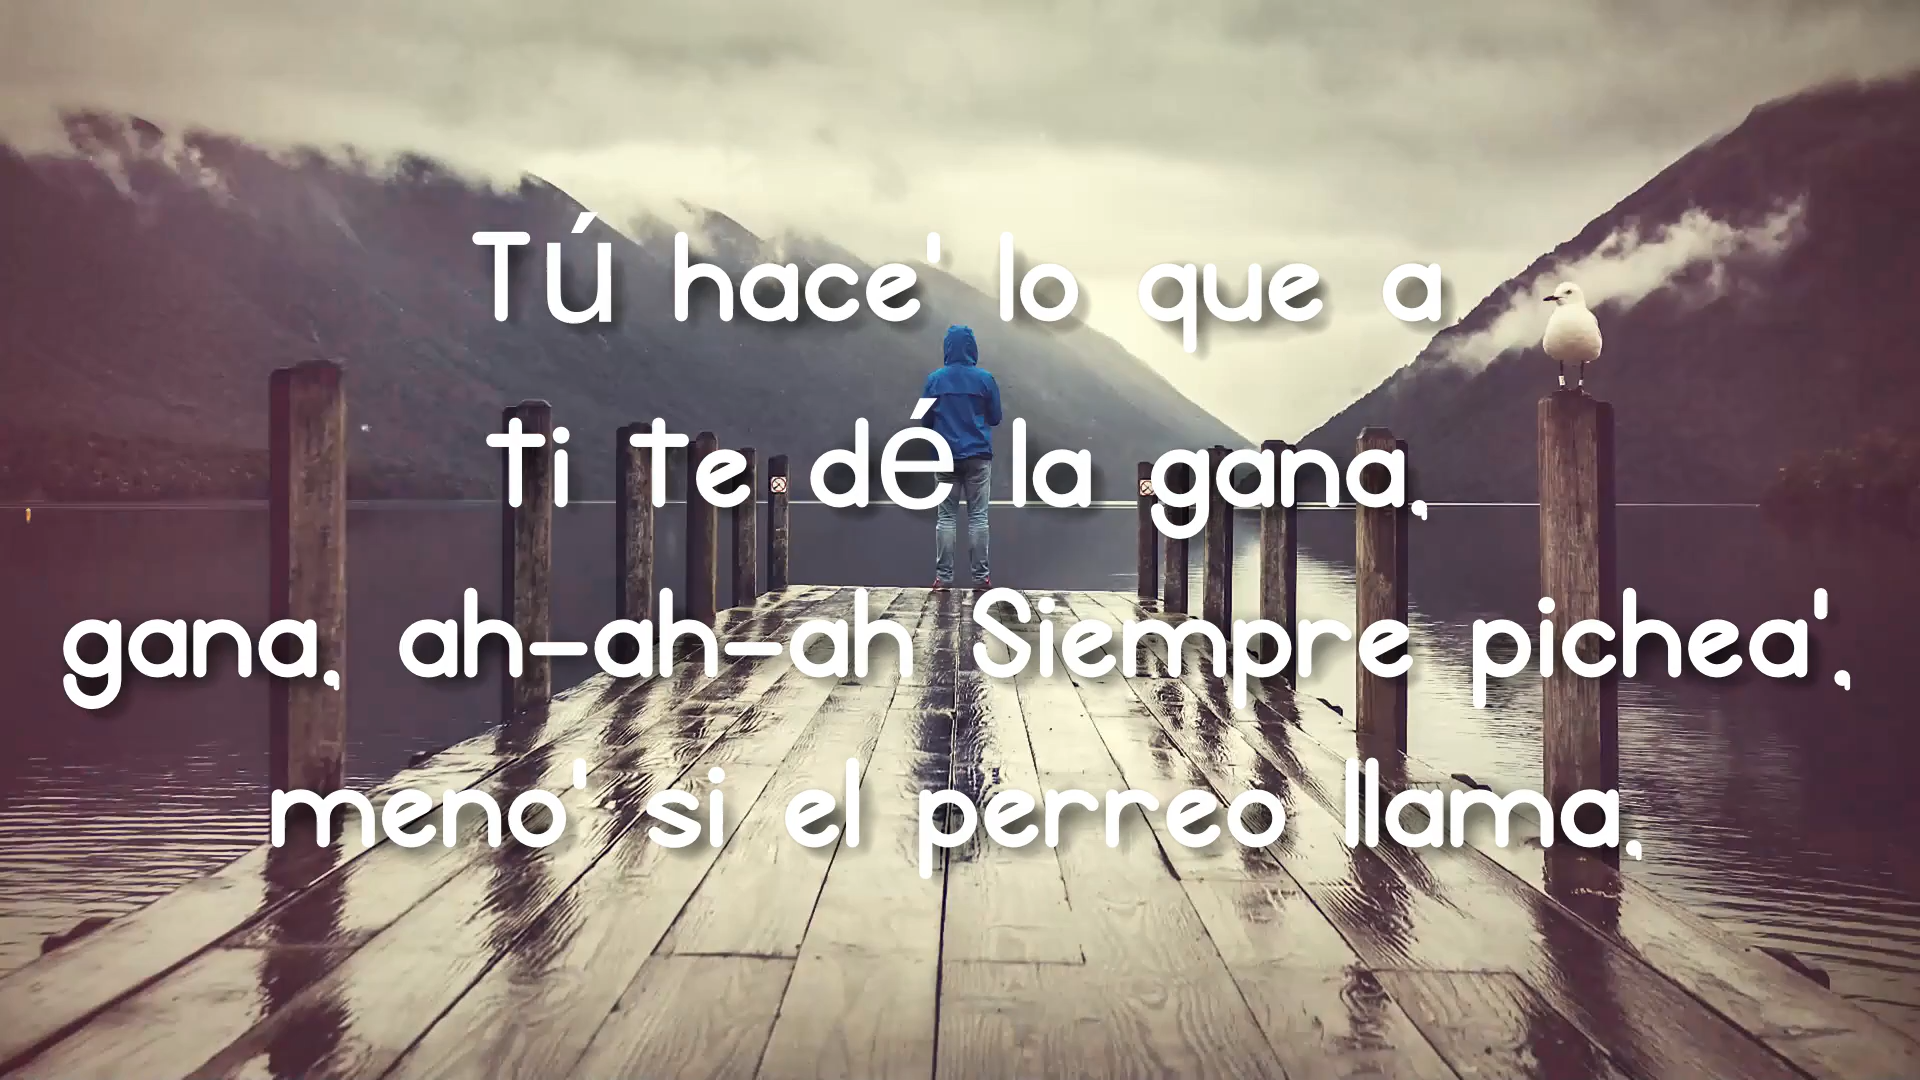 Tú hace' lo que a
ti te dé la gana,
gana, ah-ah-ah Siempre pichea',
meno' si el perreo llama,